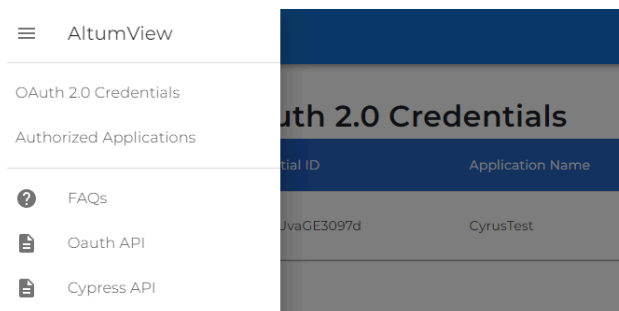 AltumView
OAuth 2.0 Credentials
Authorized Applications
FAQs
Oauth API
Cypress API
uth 2.0 Credentials
tial ID
Application Name
UvaGE3097d
CyrusTest